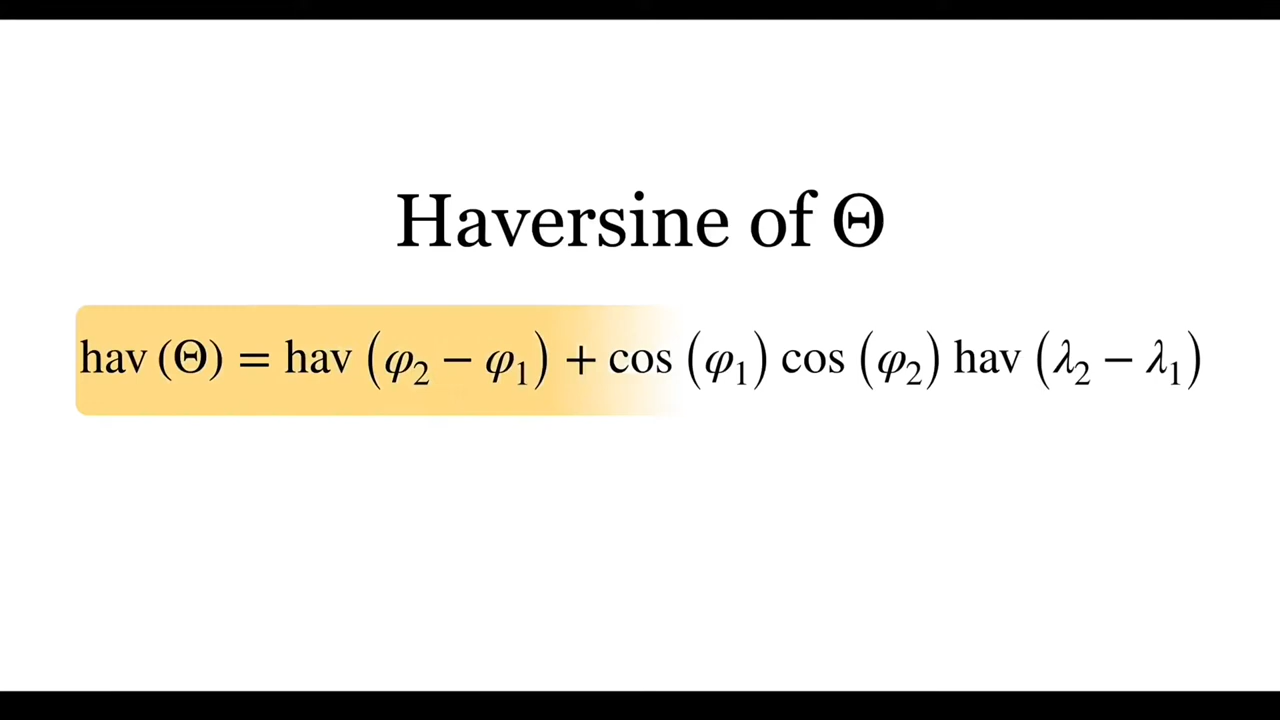 Haversine of Θ
hav (Θ) = hav (φ₂ − φ₁) + cos (φ₁) cos (φ₂) hav (λ₂ − λ₁)